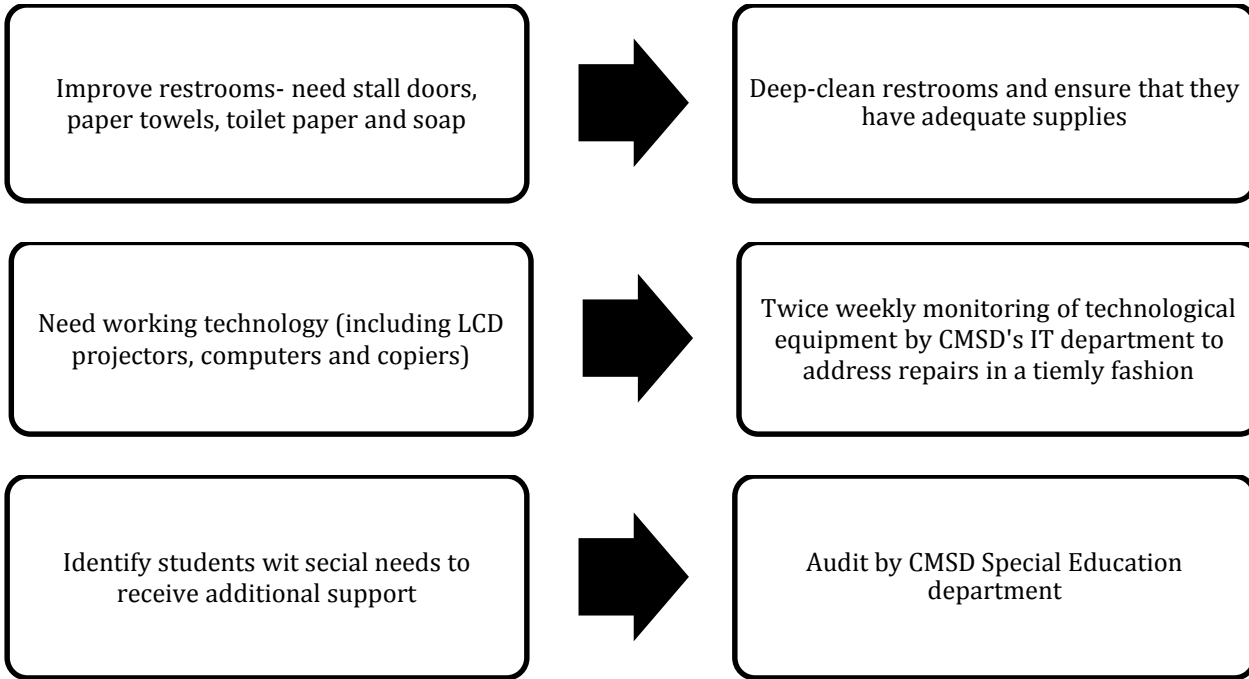 Improve restrooms- need stall doors,
paper towels, toilet paper and soap
Deep-clean restrooms and ensure that they
have adequate supplies
Need working technology (including LCD
projectors, computers and copiers)
Twice weekly monitoring of technological
equipment by CMSD's IT department to
address repairs in a tiemly fashion
Identify students wit secial needs to
receive additional support
Audit by CMSD Special Education
department